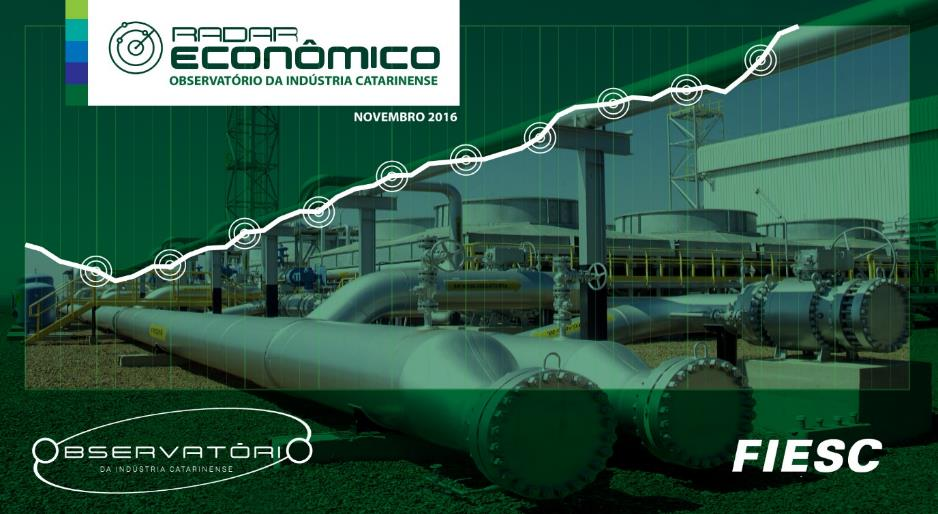 RADAR
ECONÔMICO
OBSERVATÓRIO DA INDÚSTRIA CATARINENSE
NOVEMBRO 2016
OBSERVATÓRIO
DA INDÚSTRIA CATARINENSE
FIESC